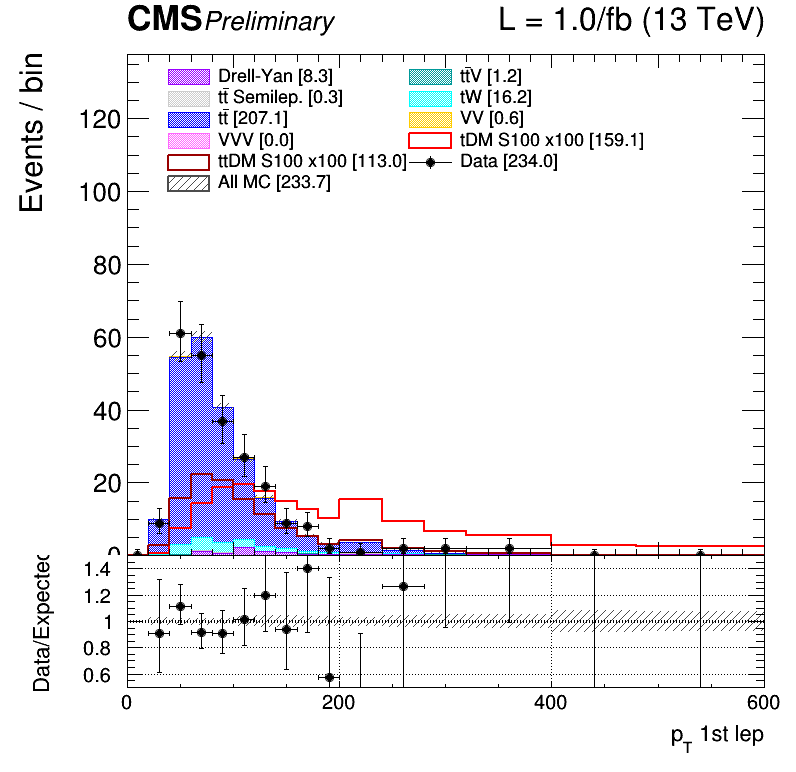 CMS Preliminary L = 1.0/fb (13 TeV)
Events / bin
Drell-Yan [8.3] tt̄V [1.2]
tt̄ Semilep. [0.3] tW [16.2]
tt̄ [207.1] VV [0.6]
VVV [0.0] tDM S100 x100 [159.1]
ttDM S100 x100 [113.0] Data [234.0]
All MC [233.7]
120
100
80
60
40
20
0
Data/Expected
1.4
1.2
1
0.8
0.6
0 200 400 600
p_T 1st lep